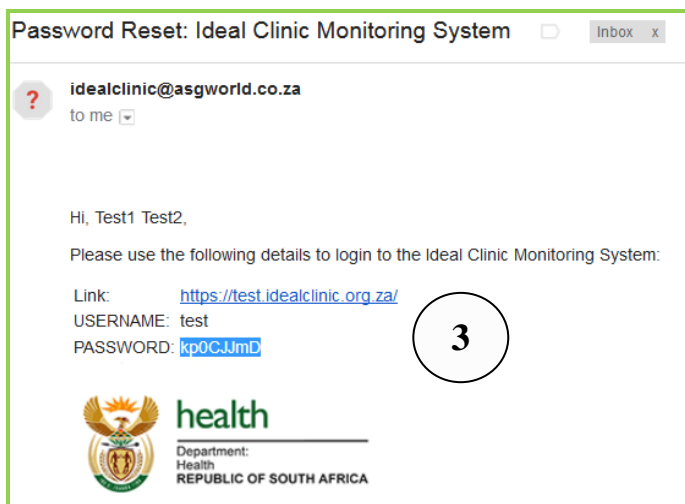 Password Reset: Ideal Clinic Monitoring System Inbox x
?
idealclinic@asgworld.co.za
to me
Hi, Test1 Test2,
Please use the following details to login to the Ideal Clinic Monitoring System:
Link: https://test.idealclinic.org.za/
USERNAME: test
PASSWORD: kp0CJJmD
3
health
Department:
Health
REPUBLIC OF SOUTH AFRICA